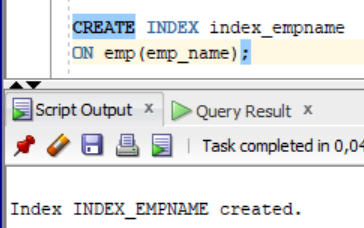 CREATE INDEX index_empname
ON emp(emp_name);
Script Output x Query Result x
Task completed in 0,04
Index INDEX_EMPNAME created.